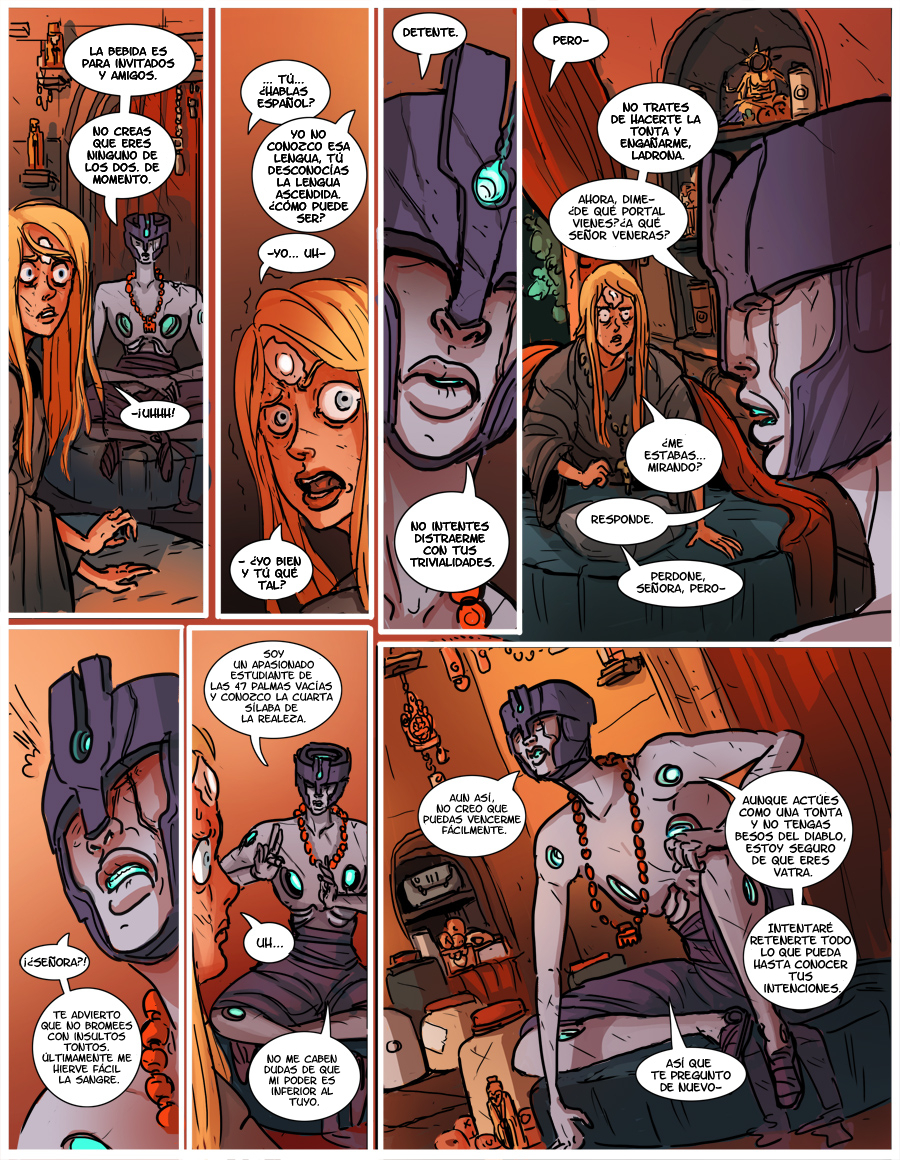 LA BEBIDA ES
PARA INVITADOS
Y AMIGOS.
NO CREAS
QUE ERES
NINGUNO DE
LOS DOS. DE
MOMENTO.
-¡UHHH!
... TÚ...
¿HABLAS
ESPAÑOL?
YO NO
CONOZCO ESA
LENGUA, TÚ
DESCONOCÍAS
LA LENGUA
ASCENDIDA.
¿CÓMO PUEDE
SER?
-YO... UH-
- ¿YO BIEN
Y TÚ QUÉ
TAL?
DETENTE.
NO INTENTES
DISTRAERME
CON TUS
TRIVIALIDADES.
PERO-
NO TRATES
DE HACERTE LA
TONTA Y
ENGAÑARME,
LADRONA.
AHORA, DIME-
¿DE QUÉ PORTAL
VIENES?¿A QUÉ
SEÑOR VENERAS?
¿ME
ESTABAS...
MIRANDO?
RESPONDE.
PERDONE,
SEÑORA, PERO-
¡¿SEÑORA?!
TE ADVIERTO
QUE NO BROMEES
CON INSULTOS
TONTOS.
ÚLTIMAMENTE ME
HIERVE FÁCIL
LA SANGRE.
SOY
UN APASIONADO
ESTUDIANTE DE
LAS 47 PALMAS VACÍAS
Y CONOZCO LA CUARTA
SÍLABA DE
LA REALEZA.
UH...
NO ME CABEN
DUDAS DE QUE
MI PODER ES
INFERIOR AL
TUYO.
AUN ASÍ,
NO CREO QUE
PUEDAS VENCERME
FÁCILMENTE.
AUNQUE ACTÚES
COMO UNA TONTA
Y NO TENGAS
BESOS DEL DIABLO,
ESTOY SEGURO
DE QUE ERES
VATRA.
INTENTARÉ
RETENERTE TODO
LO QUE PUEDA
HASTA CONOCER
TUS
INTENCIONES.
ASÍ QUE
TE PREGUNTO
DE NUEVO-